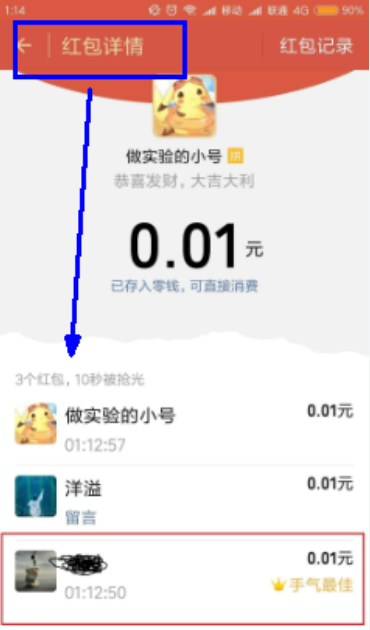 1:14 移动 联通 4G 90%
红包详情 红包记录
做实验的小号 拼
恭喜发财，大吉大利
0.01元
已存入零钱，可直接消费
3个红包，10秒被抢光
做实验的小号 0.01元
01:12:57
洋溢 0.01元
留言
0.01元
01:12:50 手气最佳